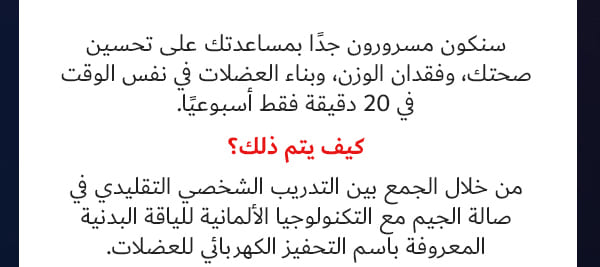 سنكون مسرورون جدًا بمساعدتك على تحسين
صحتك، وفقدان الوزن، وبناء العضلات في نفس الوقت
في 20 دقيقة فقط أسبوعيًا.
كيف يتم ذلك؟
من خلال الجمع بين التدريب الشخصي التقليدي في
صالة الجيم مع التكنولوجيا الألمانية للياقة البدنية
المعروفة باسم التحفيز الكهربائي للعضلات.